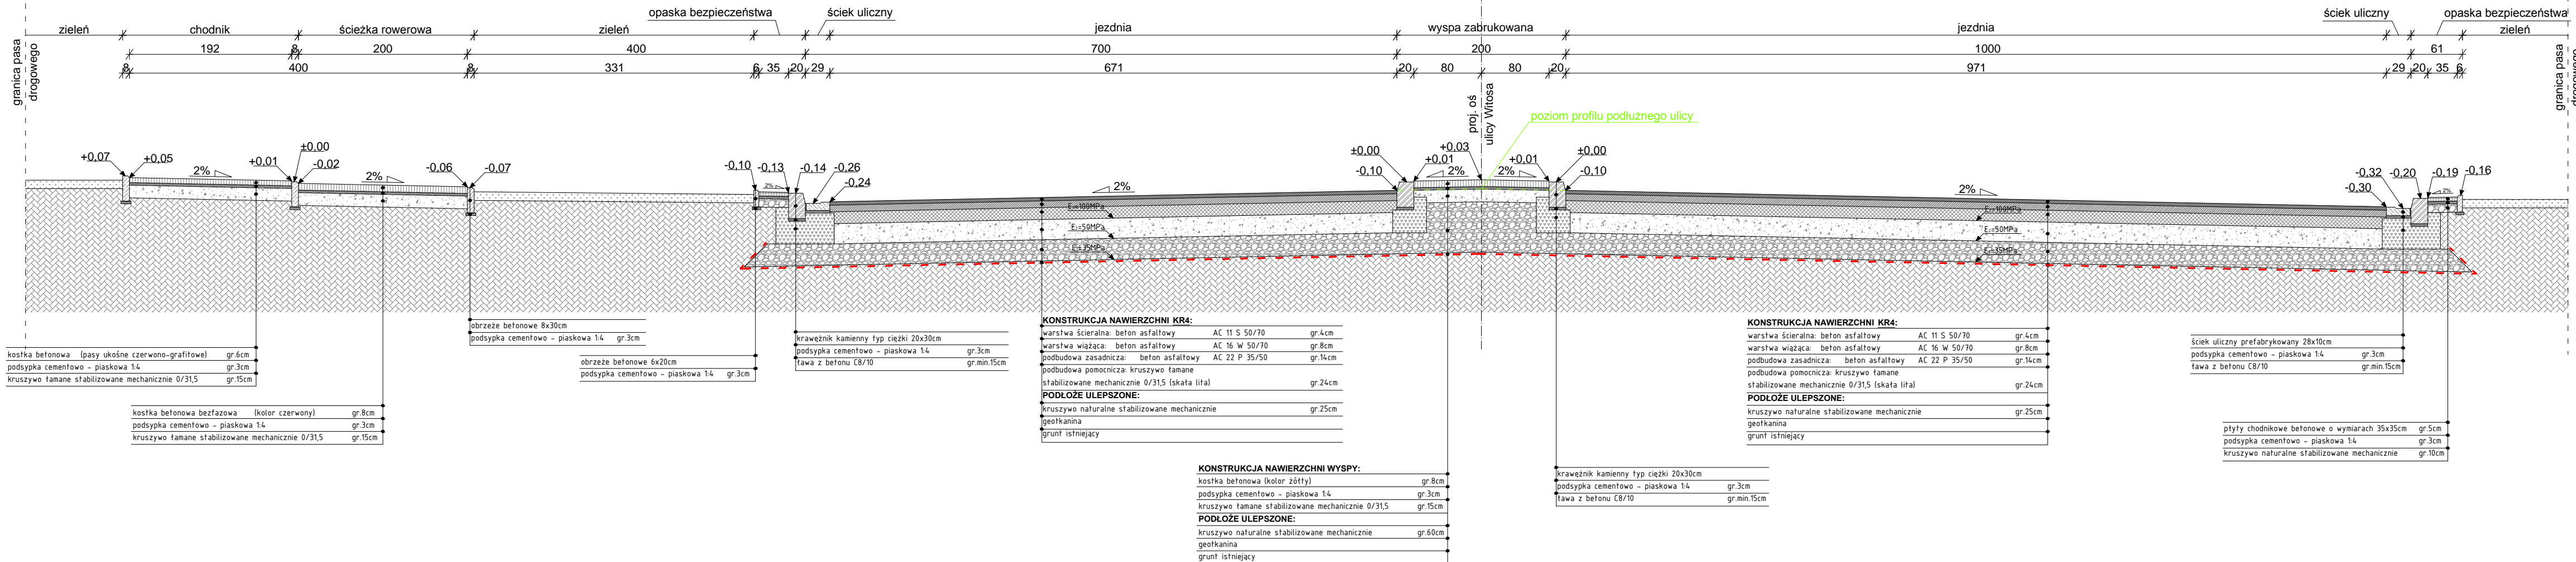 opaska bezpieczeństwa
ściek uliczny
ściek uliczny
opaska bezpieczeństwa
zieleń
chodnik
ścieżka rowerowa
zieleń
jezdnia
wyspa zabrukowana
jezdnia
zieleń
192 8 200 400 700 200 1000 61
8 400 8 331 6 35 20 29 671 20 80 80 20 971 29 20 35 6
granica pasa
drogowego
proj. oś
ulicy Witosa
granica pasa
drogowego
poziom profilu podłużnego ulicy
+0,07
+0,05
2%
+0,01
±0,00
-0,02
2%
-0,06
-0,07
-0,10
-0,13
2%
-0,14
-0,26
-0,24
2%
±0,00
-0,10
+0,01
2%
+0,03
2%
+0,01
±0,00
-0,10
2%
-0,32
-0,30
-0,20
-0,19
2%
-0,16
E₂=100MPa
E₂=50MPa
E₂=35MPa
E₂=100MPa
E₂=50MPa
E₂=35MPa
kostka betonowa (pasy ukośne czerwono-grafitowe) gr.6cm
podsypka cementowo - piaskowa 1:4 gr.3cm
kruszywo łamane stabilizowane mechanicznie 0/31,5 gr.15cm
kostka betonowa bezfazowa (kolor czerwony) gr.8cm
podsypka cementowo - piaskowa 1:4 gr.3cm
kruszywo łamane stabilizowane mechanicznie 0/31,5 gr.15cm
obrzeże betonowe 8x30cm
podsypka cementowo - piaskowa 1:4 gr.3cm
obrzeże betonowe 6x20cm
podsypka cementowo - piaskowa 1:4 gr.3cm
krawężnik kamienny typ ciężki 20x30cm
podsypka cementowo - piaskowa 1:4 gr.3cm
ława z betonu C8/10 gr.min.15cm
KONSTRUKCJA NAWIERZCHNI KR4:
warstwa ścieralna: beton asfaltowy AC 11 S 50/70 gr.4cm
warstwa wiążąca: beton asfaltowy AC 16 W 50/70 gr.8cm
podbudowa zasadnicza: beton asfaltowy AC 22 P 35/50 gr.14cm
podbudowa pomocnicza: kruszywo łamane
stabilizowane mechanicznie 0/31,5 (skała lita) gr.24cm
PODŁOŻE ULEPSZONE:
kruszywo naturalne stabilizowane mechanicznie gr.25cm
geotkanina
grunt istniejący
KONSTRUKCJA NAWIERZCHNI WYSPY:
kostka betonowa (kolor żółty) gr.8cm
podsypka cementowo - piaskowa 1:4 gr.3cm
kruszywo łamane stabilizowane mechanicznie 0/31,5 gr.15cm
PODŁOŻE ULEPSZONE:
kruszywo naturalne stabilizowane mechanicznie gr.60cm
geotkanina
grunt istniejący
krawężnik kamienny typ ciężki 20x30cm
podsypka cementowo - piaskowa 1:4 gr.3cm
ława z betonu C8/10 gr.min.15cm
KONSTRUKCJA NAWIERZCHNI KR4:
warstwa ścieralna: beton asfaltowy AC 11 S 50/70 gr.4cm
warstwa wiążąca: beton asfaltowy AC 16 W 50/70 gr.8cm
podbudowa zasadnicza: beton asfaltowy AC 22 P 35/50 gr.14cm
podbudowa pomocnicza: kruszywo łamane
stabilizowane mechanicznie 0/31,5 (skała lita) gr.24cm
PODŁOŻE ULEPSZONE:
kruszywo naturalne stabilizowane mechanicznie gr.25cm
geotkanina
grunt istniejący
ściek uliczny prefabrykowany 28x10cm
podsypka cementowo - piaskowa 1:4 gr.3cm
ława z betonu C8/10 gr.min.15cm
płyty chodnikowe betonowe o wymiarach 35x35cm gr.5cm
podsypka cementowo - piaskowa 1:4 gr.3cm
kruszywo naturalne stabilizowane mechanicznie gr.10cm